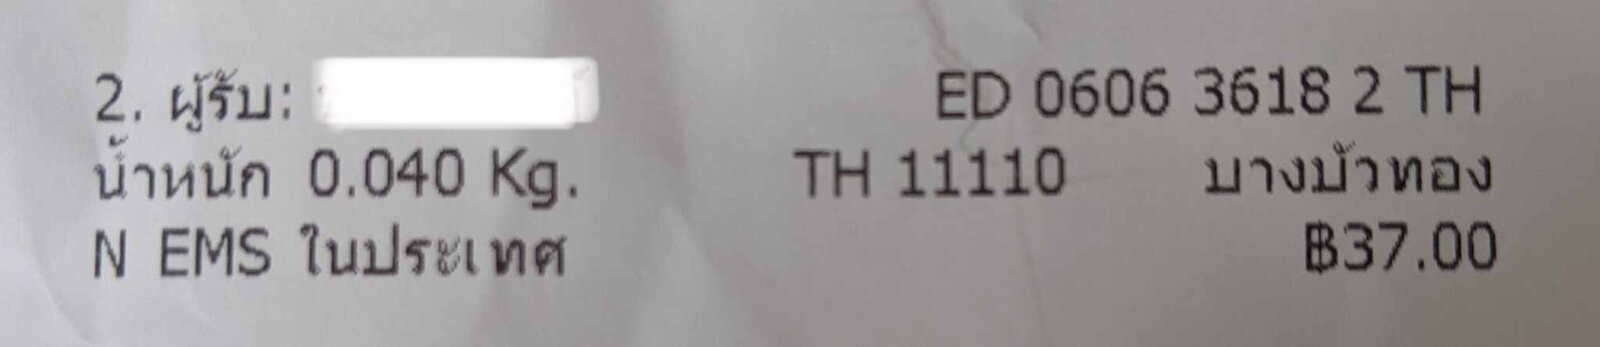 2. ผู้รับ: ED 0606 3618 2 TH
น้ำหนัก 0.040 Kg. TH 11110 บางบัวทอง
N EMS ในประเทศ ฿37.00